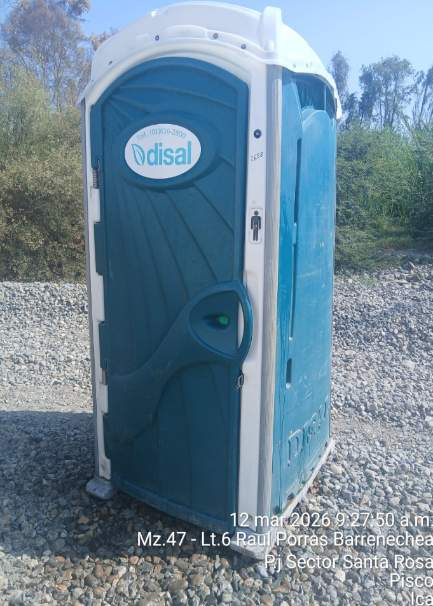 disal
12 mar 2026 9:27:50 a.m.
Mz.47 - Lt.6 Raul Porras Barrenechea
Pj Sector Santa Rosa
Pisco
Ica